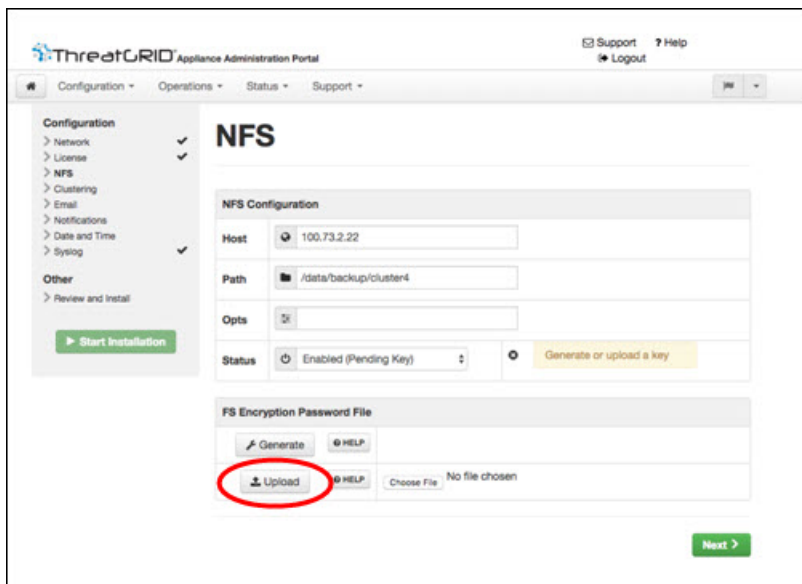 ThreatGRID Appliance Administration Portal
Support ? Help
Logout
Configuration Operations Status Support
Configuration
Network
License
NFS
Clustering
Email
Notifications
Date and Time
Syslog
Other
Review and Install
Start Installation
NFS
NFS Configuration
Host 100.73.2.22
Path /data/backup/cluster4
Opts
Status Enabled (Pending Key) Generate or upload a key
FS Encryption Password File
Generate HELP
Upload HELP Choose File No file chosen
Next